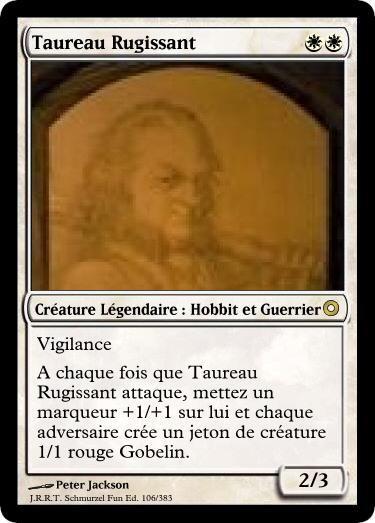 Taureau Rugissant
Créature Légendaire : Hobbit et Guerrier
Vigilance
A chaque fois que Taureau
Rugissant attaque, mettez un
marqueur +1/+1 sur lui et chaque
adversaire crée un jeton de créature
1/1 rouge Gobelin.
2/3
Peter Jackson
J.R.R.T. Schmurzel Fun Ed. 106/383